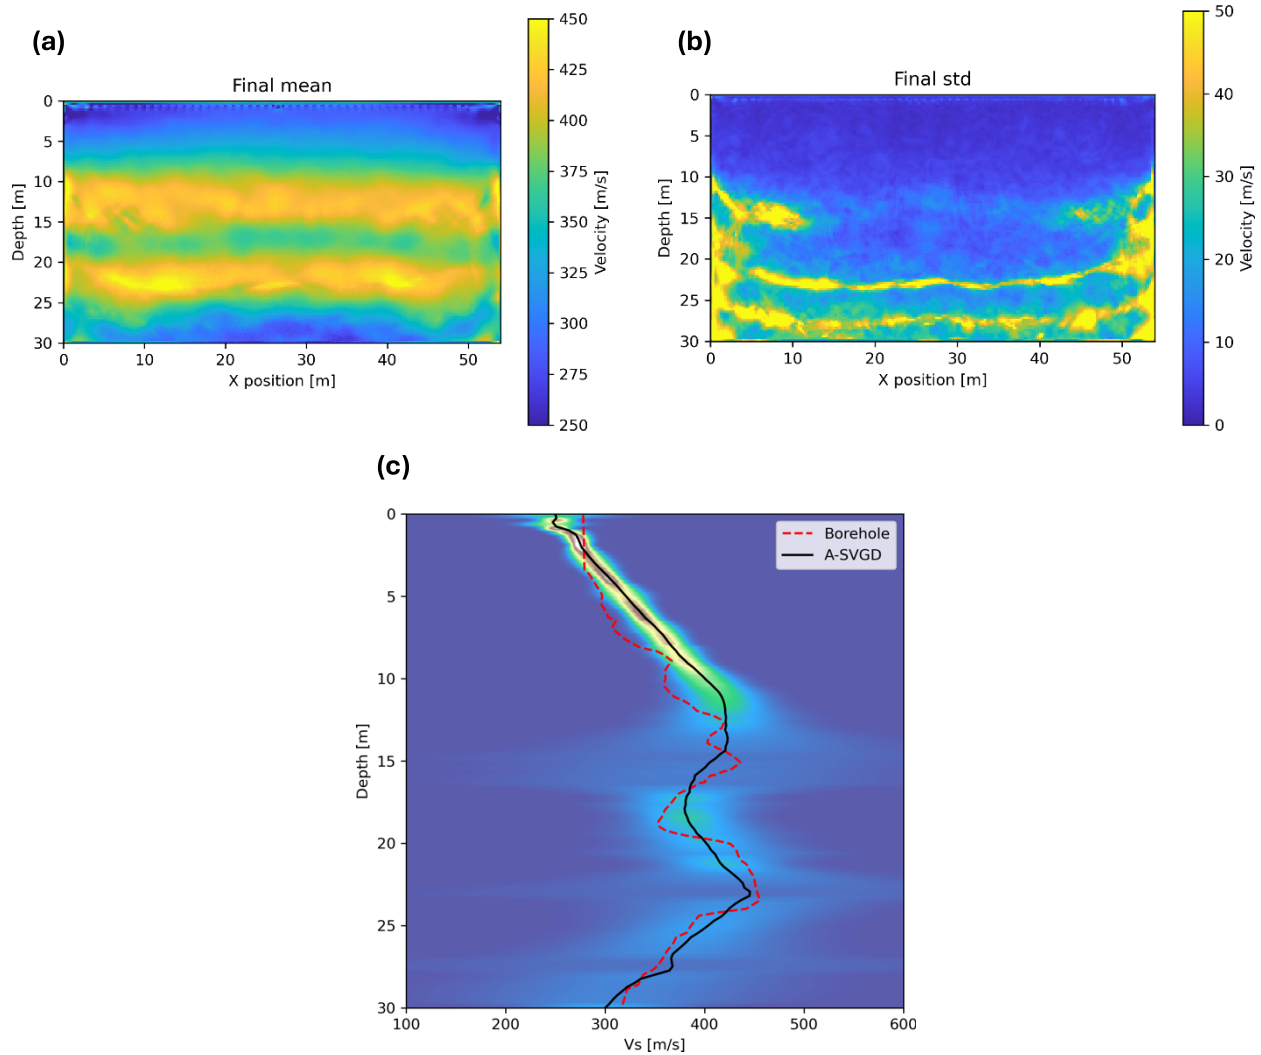 (a)
Final mean
0
5
10
15
20
25
30
Depth [m]
0 10 20 30 40 50
X position [m]
450
425
400
375
350
325
300
275
250
Velocity [m/s]
(b)
Final std
0
5
10
15
20
25
30
Depth [m]
0 10 20 30 40 50
X position [m]
50
40
30
20
10
0
Velocity [m/s]
(c)
0
5
10
15
20
25
30
Depth [m]
Borehole
A-SVGD
100 200 300 400 500 600
Vs [m/s]